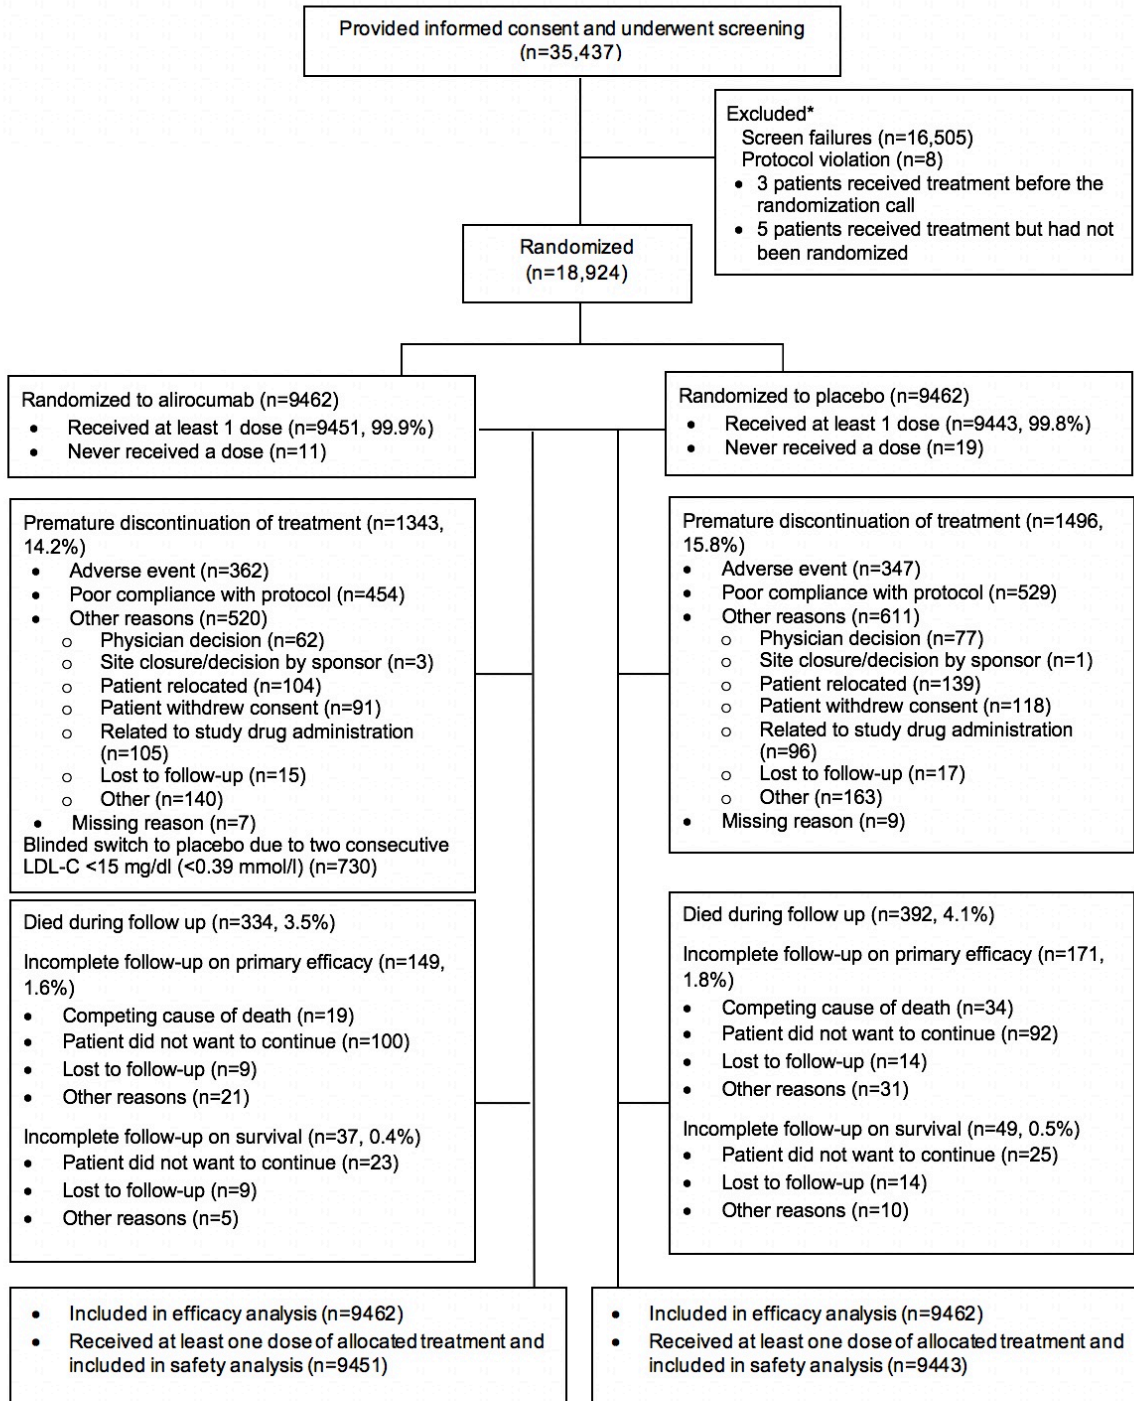 Provided informed consent and underwent screening
(n=35,437)
Excluded*
Screen failures (n=16,505)
Protocol violation (n=8)
• 3 patients received treatment before the
randomization call
• 5 patients received treatment but had not
been randomized
Randomized
(n=18,924)
Randomized to alirocumab (n=9462)
• Received at least 1 dose (n=9451, 99.9%)
• Never received a dose (n=11)
Randomized to placebo (n=9462)
• Received at least 1 dose (n=9443, 99.8%)
• Never received a dose (n=19)
Premature discontinuation of treatment (n=1343,
14.2%)
• Adverse event (n=362)
• Poor compliance with protocol (n=454)
• Other reasons (n=520)
o Physician decision (n=62)
o Site closure/decision by sponsor (n=3)
o Patient relocated (n=104)
o Patient withdrew consent (n=91)
o Related to study drug administration
(n=105)
o Lost to follow-up (n=15)
o Other (n=140)
• Missing reason (n=7)
Blinded switch to placebo due to two consecutive
LDL-C <15 mg/dl (<0.39 mmol/l) (n=730)
Premature discontinuation of treatment (n=1496,
15.8%)
• Adverse event (n=347)
• Poor compliance with protocol (n=529)
• Other reasons (n=611)
o Physician decision (n=77)
o Site closure/decision by sponsor (n=1)
o Patient relocated (n=139)
o Patient withdrew consent (n=118)
o Related to study drug administration
(n=96)
o Lost to follow-up (n=17)
o Other (n=163)
• Missing reason (n=9)
Died during follow up (n=334, 3.5%)
Incomplete follow-up on primary efficacy (n=149,
1.6%)
• Competing cause of death (n=19)
• Patient did not want to continue (n=100)
• Lost to follow-up (n=9)
• Other reasons (n=21)
Incomplete follow-up on survival (n=37, 0.4%)
• Patient did not want to continue (n=23)
• Lost to follow-up (n=9)
• Other reasons (n=5)
Died during follow up (n=392, 4.1%)
Incomplete follow-up on primary efficacy (n=171,
1.8%)
• Competing cause of death (n=34)
• Patient did not want to continue (n=92)
• Lost to follow-up (n=14)
• Other reasons (n=31)
Incomplete follow-up on survival (n=49, 0.5%)
• Patient did not want to continue (n=25)
• Lost to follow-up (n=14)
• Other reasons (n=10)
• Included in efficacy analysis (n=9462)
• Received at least one dose of allocated treatment and
included in safety analysis (n=9451)
• Included in efficacy analysis (n=9462)
• Received at least one dose of allocated treatment and
included in safety analysis (n=9443)